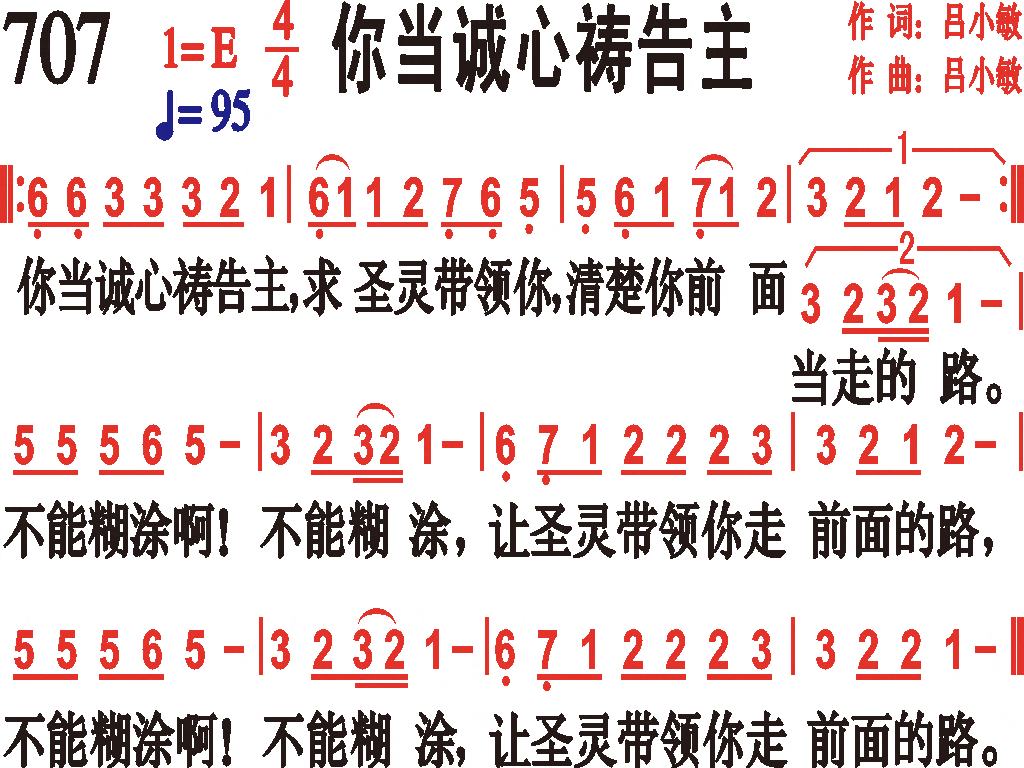 707 1=E 4/4 你当诚心祷告主 作 词：吕小敏
♩=95 作 曲：吕小敏
1
6 6 3 3 3 2 1 | 6 1 1 2 7 6 5 | 5 6 1 7 1 2 | 3 2 1 2 - :‖
2
你当诚心祷告主,求 圣灵带领你,清楚你前 面 3 2 3 2 1 - |
当走的 路。
5 5 5 6 5 - | 3 2 3 2 1 - | 6 7 1 2 2 2 3 | 3 2 1 2 - |
不能糊涂啊！ 不能糊 涂，让圣灵带领你走 前面的路，
5 5 5 6 5 - | 3 2 3 2 1 - | 6 7 1 2 2 2 3 | 3 2 2 1 - ‖
不能糊涂啊！ 不能糊 涂，让圣灵带领你走 前面的路。